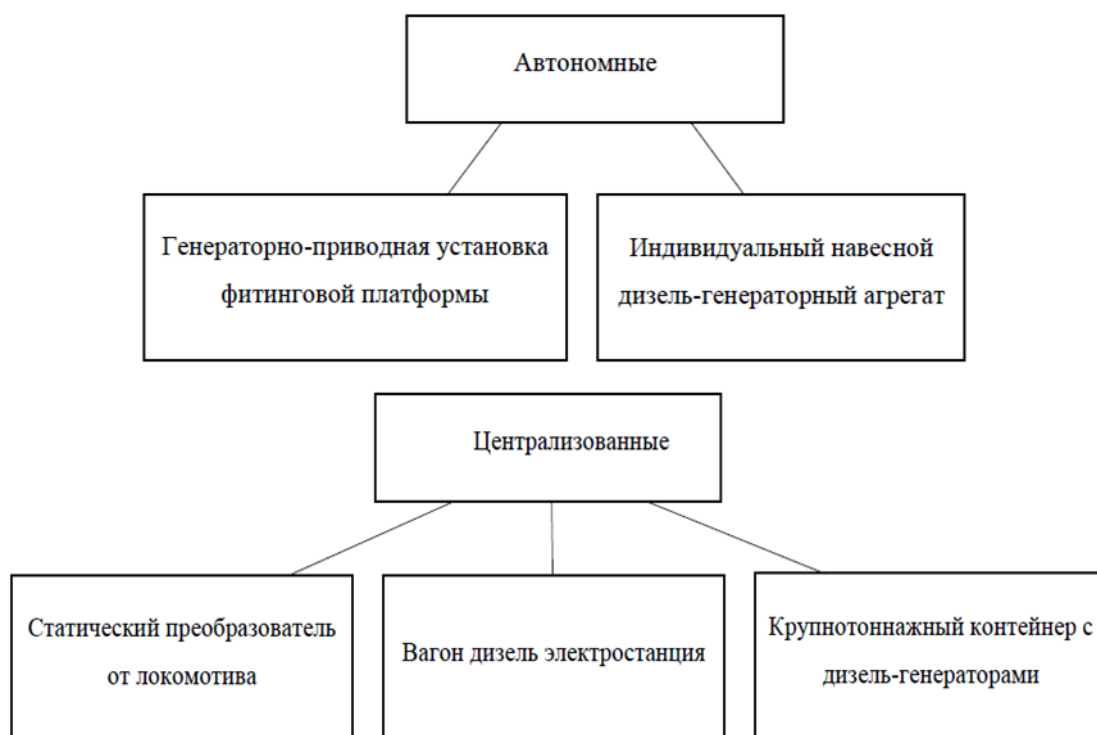 Автономные
Генераторно-приводная установка
фитинговой платформы
Индивидуальный навесной
дизель-генераторный агрегат
Централизованные
Статический преобразователь
от локомотива
Вагон дизель электростанция
Крупнотоннажный контейнер с
дизель-генераторами